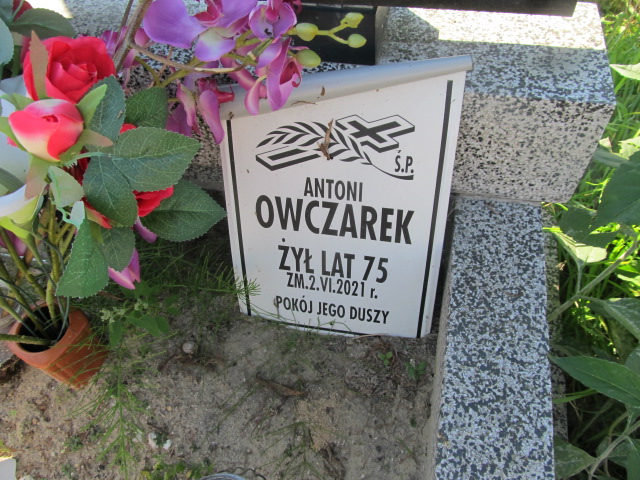 Ś.P.
ANTONI
OWCZAREK
ŻYŁ LAT 75
ZM.2.VI.2021 r.
POKÓJ JEGO DUSZY